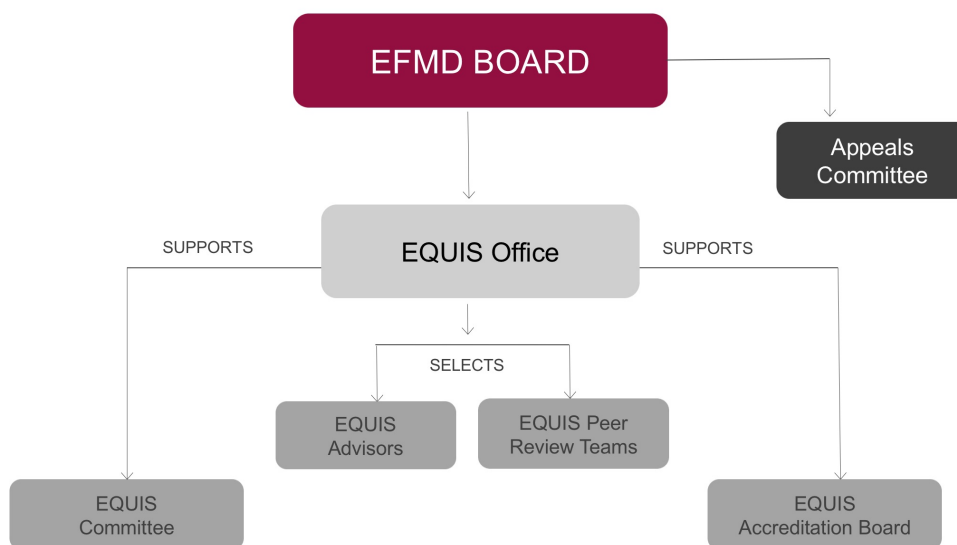 EFMD BOARD
Appeals
Committee
EQUIS Office
SUPPORTS
SUPPORTS
SELECTS
EQUIS
Advisors
EQUIS Peer
Review Teams
EQUIS
Committee
EQUIS
Accreditation Board